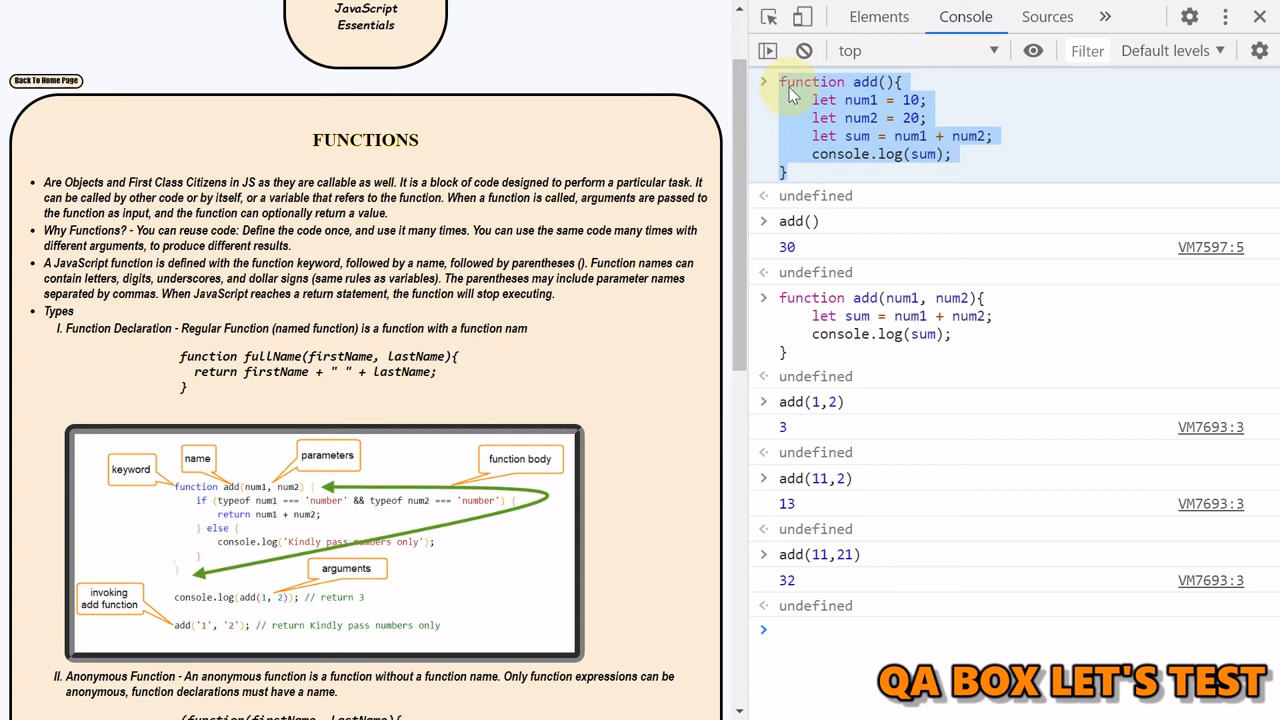 JavaScript
Essentials
Back To Home Page
FUNCTIONS
Are Objects and First Class Citizens in JS as they are callable as well. It is a block of code designed to perform a particular task. It
can be called by other code or by itself, or a variable that refers to the function. When a function is called, arguments are passed to
the function as input, and the function can optionally return a value.
Why Functions? - You can reuse code: Define the code once, and use it many times. You can use the same code many times with
different arguments, to produce different results.
A JavaScript function is defined with the function keyword, followed by a name, followed by parentheses (). Function names can
contain letters, digits, underscores, and dollar signs (same rules as variables). The parentheses may include parameter names
separated by commas. When JavaScript reaches a return statement, the function will stop executing.
Types
I. Function Declaration - Regular Function (named function) is a function with a function nam
function fullName(firstName, lastName){
return firstName + " " + lastName;
}
keyword
name
parameters
function body
function add(num1, num2) {
if (typeof num1 === 'number' && typeof num2 === 'number') {
return num1 + num2;
} else {
console.log('Kindly pass numbers only');
}
}
arguments
invoking
add function
console.log(add(1, 2)); // return 3
add('1', '2'); // return Kindly pass numbers only
II. Anonymous Function - An anonymous function is a function without a function name. Only function expressions can be
anonymous, function declarations must have a name.
(function(firstName, lastName){
Elements
Console
Sources
top
Filter
Default levels
function add(){
let num1 = 10;
let num2 = 20;
let sum = num1 + num2;
console.log(sum);
}
undefined
add()
30 VM7597:5
undefined
function add(num1, num2){
let sum = num1 + num2;
console.log(sum);
}
undefined
add(1,2)
3 VM7693:3
undefined
add(11,2)
13 VM7693:3
undefined
add(11,21)
32 VM7693:3
undefined
QA BOX LET'S TEST